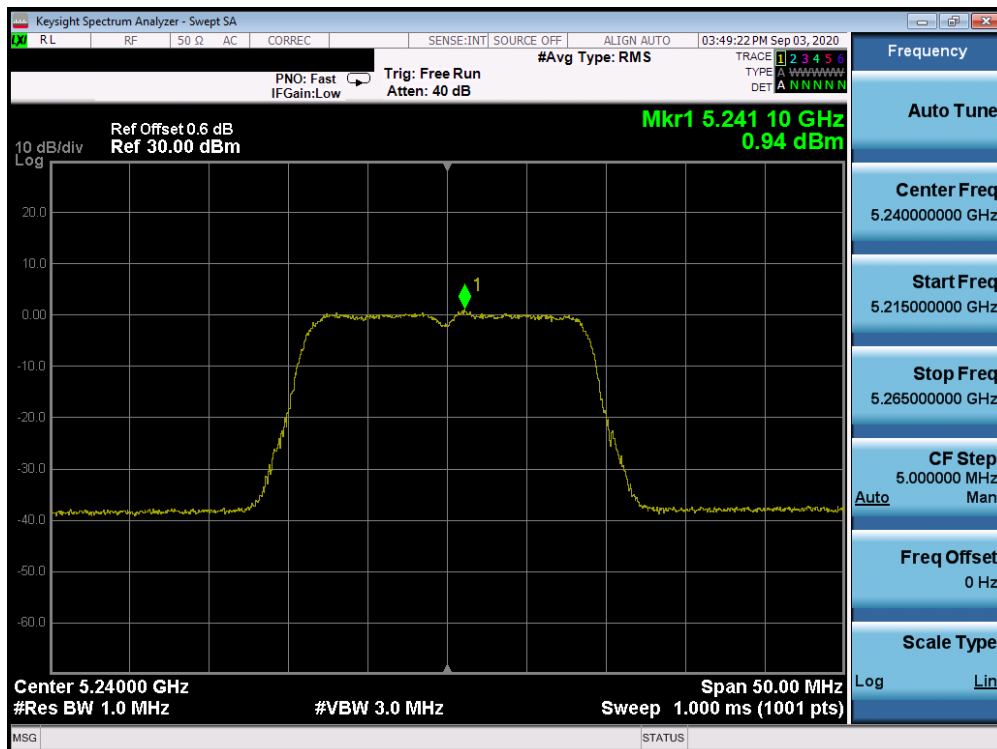 Keysight Spectrum Analyzer - Swept SA
LXI RL RF 50 Ω AC CORREC SENSE:INT SOURCE OFF ALIGN AUTO 03:49:22 PM Sep 03, 2020
#Avg Type: RMS TRACE 1 2 3 4 5 6
PNO: Fast Trig: Free Run TYPE A WWWWW
IFGain:Low Atten: 40 dB DET A N N N N N
Mkr1 5.241 10 GHz
0.94 dBm
Ref Offset 0.6 dB
10 dB/div Ref 30.00 dBm
Log
20.0
10.0
0.00
-10.0
-20.0
-30.0
-40.0
-50.0
-60.0
1
Center 5.24000 GHz Span 50.00 MHz
#Res BW 1.0 MHz #VBW 3.0 MHz Sweep 1.000 ms (1001 pts)
MSG STATUS
Frequency
Auto Tune
Center Freq
5.240000000 GHz
Start Freq
5.215000000 GHz
Stop Freq
5.265000000 GHz
CF Step
5.000000 MHz
Auto Man
Freq Offset
0 Hz
Scale Type
Log Lin